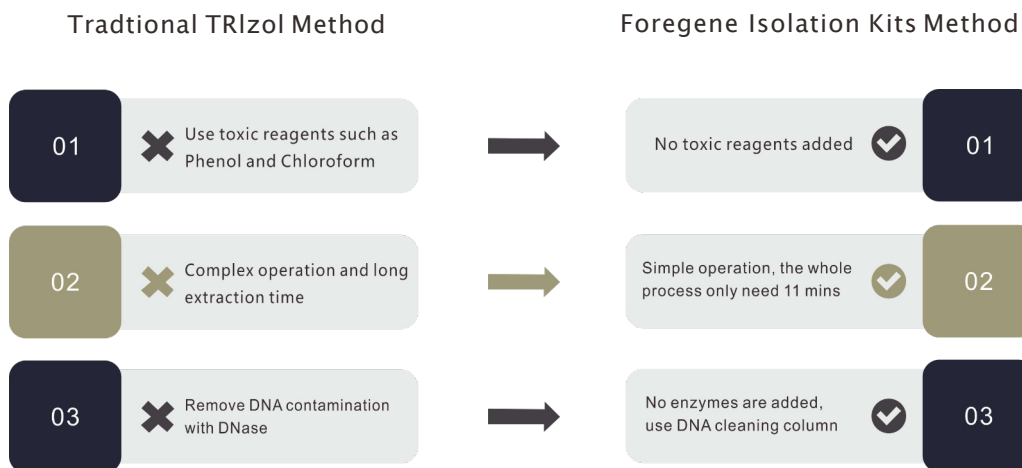 Tradtional TRIzol Method
Foregene Isolation Kits Method
01
Use toxic reagents such as
Phenol and Chloroform
No toxic reagents added
01
02
Complex operation and long
extraction time
Simple operation, the whole
process only need 11 mins
02
03
Remove DNA contamination
with DNase
No enzymes are added,
use DNA cleaning column
03